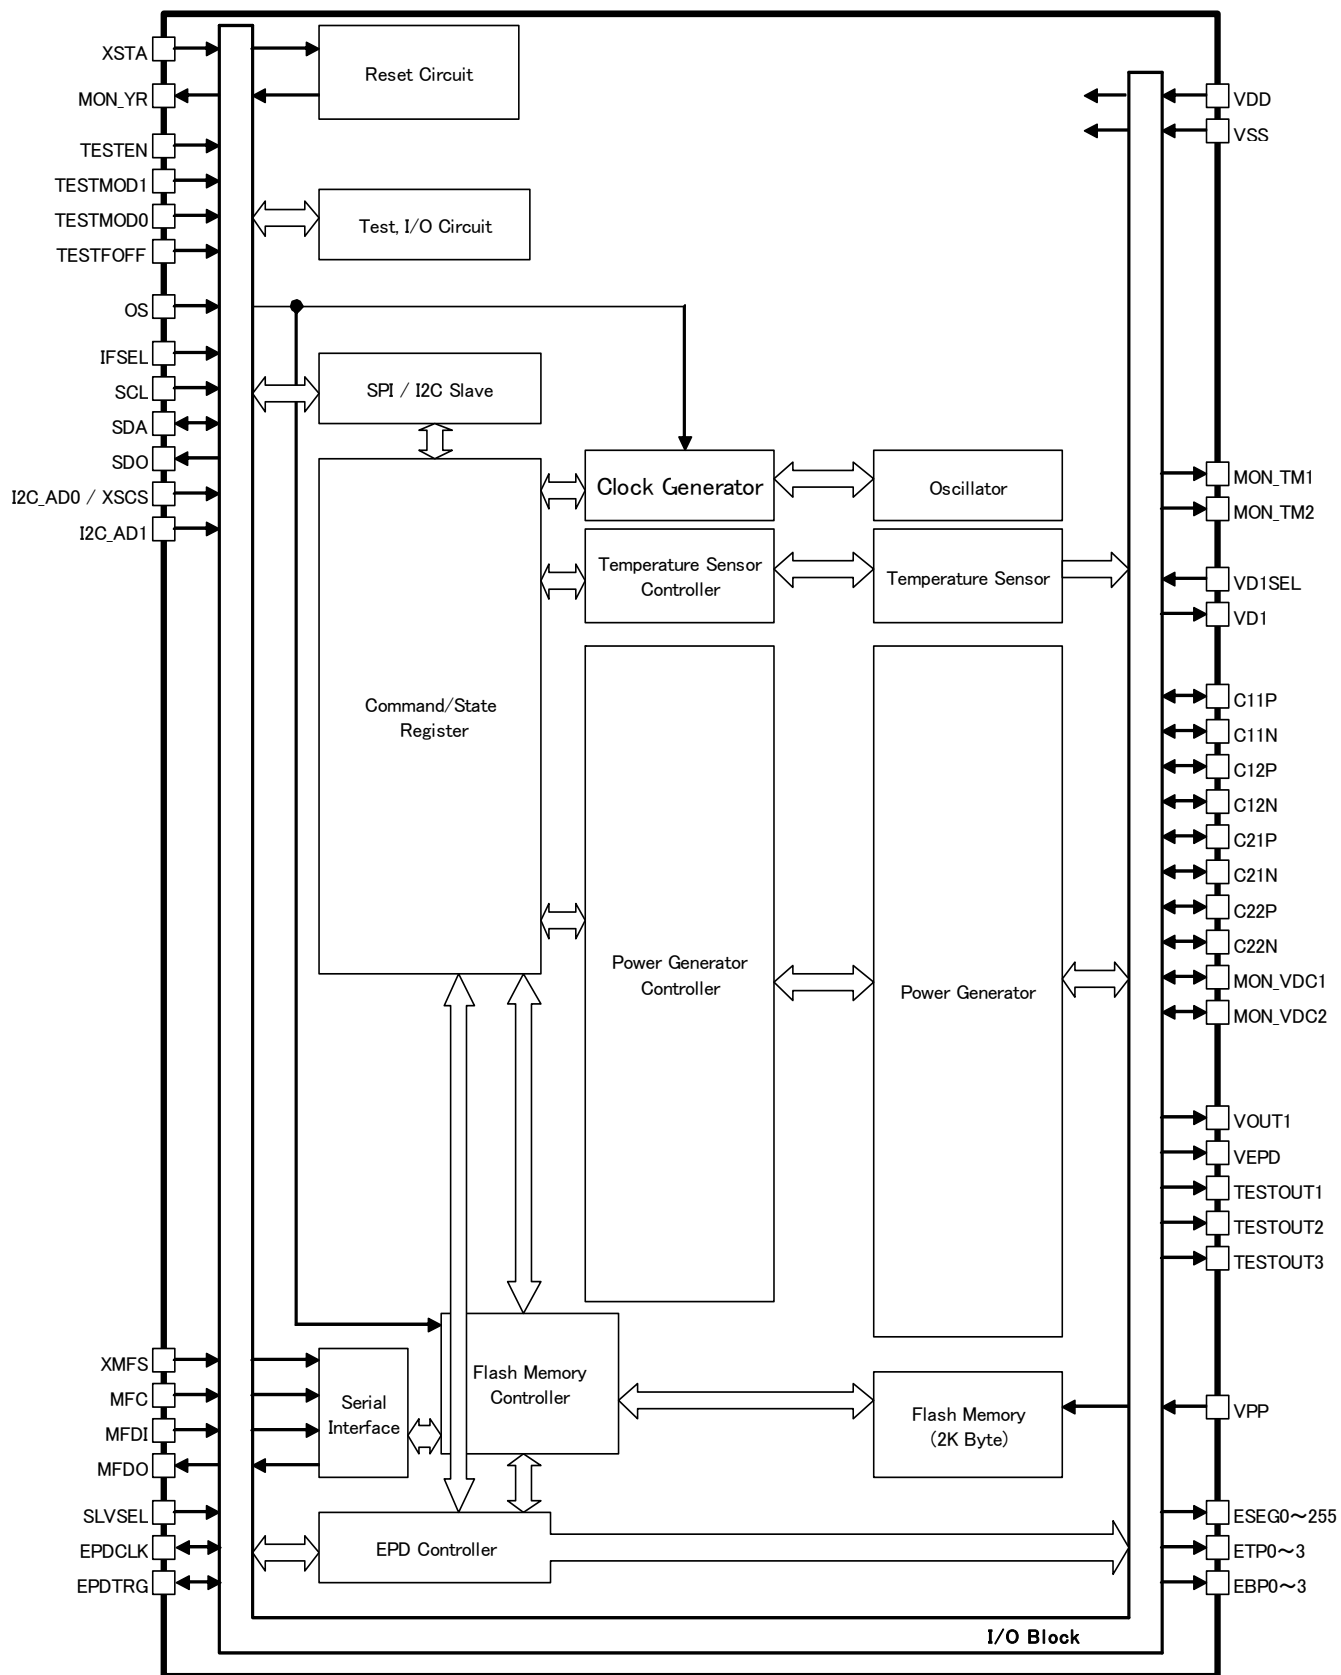 XSTA
MON_YR
TESTEN
TESTMOD1
TESTMOD0
TESTFOFF
OS
IFSEL
SCL
SDA
SDO
I2C_AD0 / XSCS
I2C_AD1
XMFS
MFC
MFDI
MFDO
SLVSEL
EPDCLK
EPDTRG
Reset Circuit
Test, I/O Circuit
SPI / I2C Slave
Command/State
Register
Clock Generator
Oscillator
Temperature Sensor
Controller
Temperature Sensor
Power Generator
Controller
Power Generator
Flash Memory
Controller
Serial
Interface
Flash Memory
(2K Byte)
EPD Controller
I/O Block
VDD
VSS
MON_TM1
MON_TM2
VD1SEL
VD1
C11P
C11N
C12P
C12N
C21P
C21N
C22P
C22N
MON_VDC1
MON_VDC2
VOUT1
VEPD
TESTOUT1
TESTOUT2
TESTOUT3
VPP
ESEG0～255
ETP0～3
EBP0～3